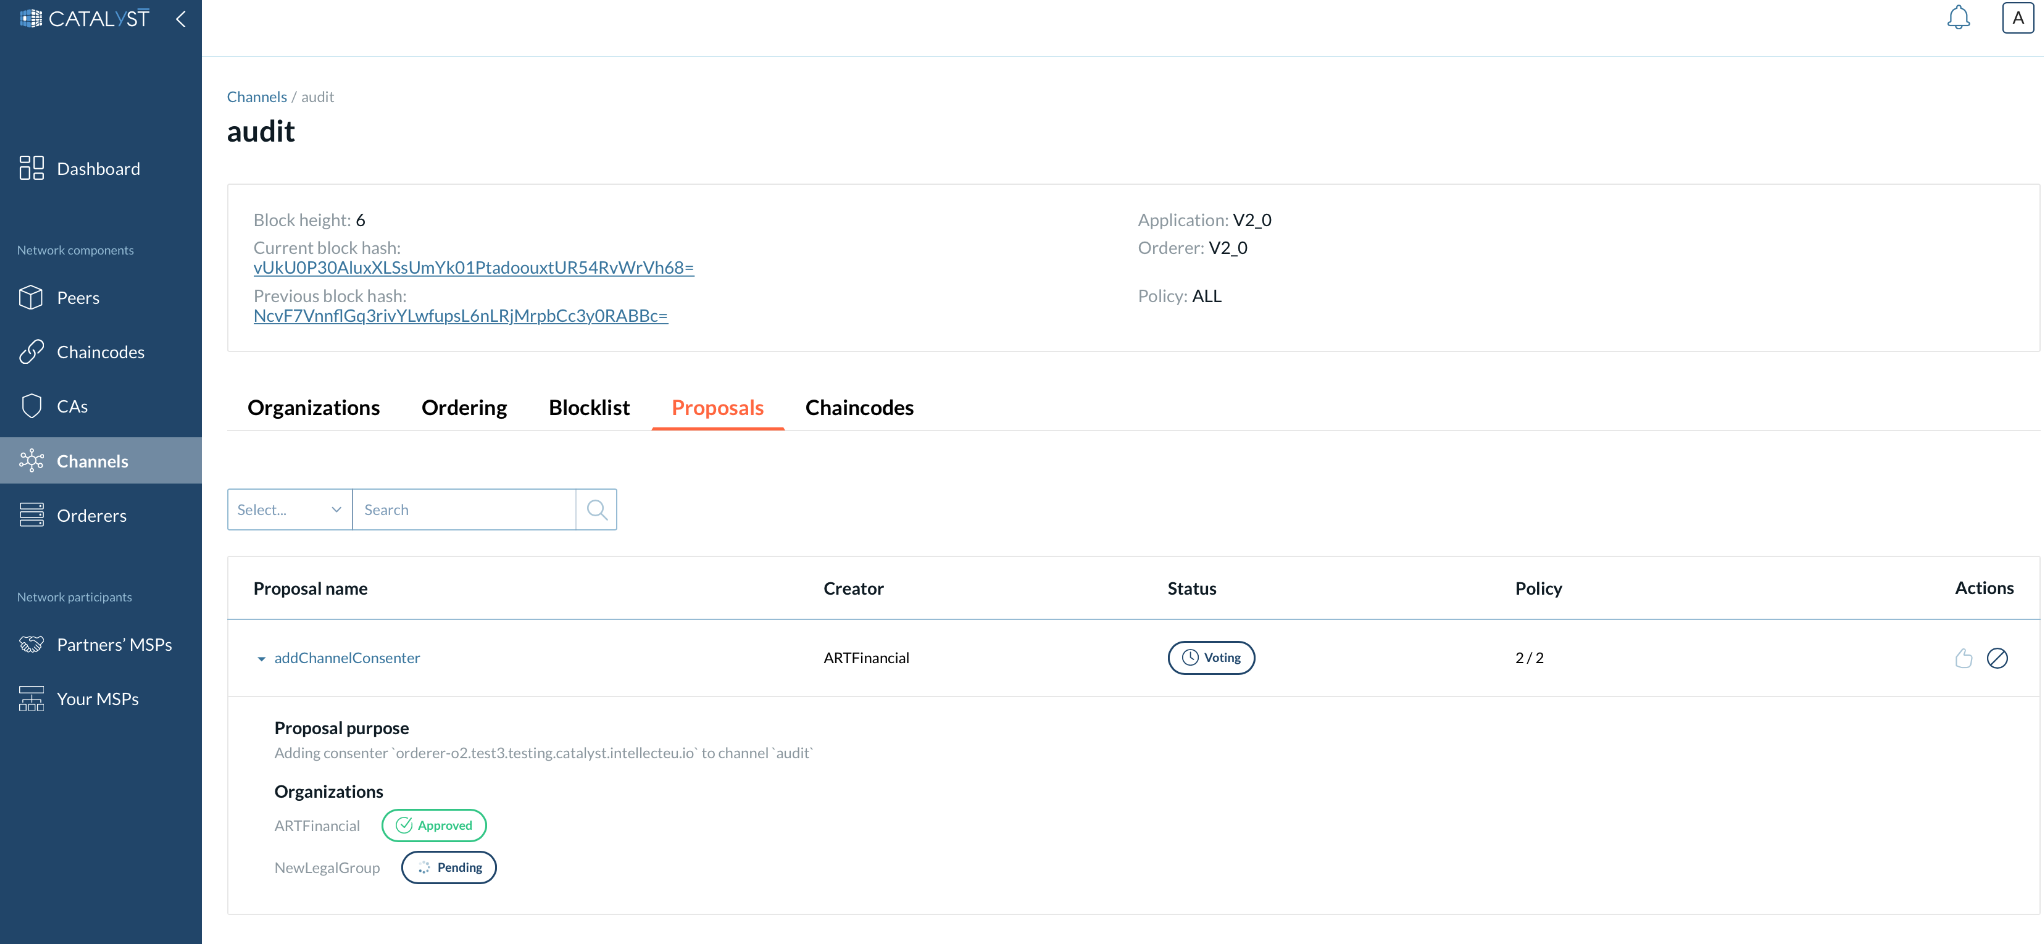 CATALYST
A
Dashboard
Network components
Peers
Chaincodes
CAs
Channels
Orderers
Network participants
Partners’ MSPs
Your MSPs
Channels / audit
audit
Block height: 6
Current block hash:
vUkU0P30AluxXLSsUmYk01PtadoouxtUR54RvWrVh68=
Previous block hash:
NcvF7VnnflGq3rivYLwfupsL6nLRjMrpbCc3y0RABBc=
Application: V2_0
Orderer: V2_0
Policy: ALL
Organizations Ordering Blocklist Proposals Chaincodes
Select... Search
Proposal name Creator Status Policy Actions
addChannelConsenter ARTFinancial Voting 2 / 2
Proposal purpose
Adding consenter `orderer-o2.test3.testing.catalyst.intellecteu.io` to channel `audit`
Organizations
ARTFinancial Approved
NewLegalGroup Pending